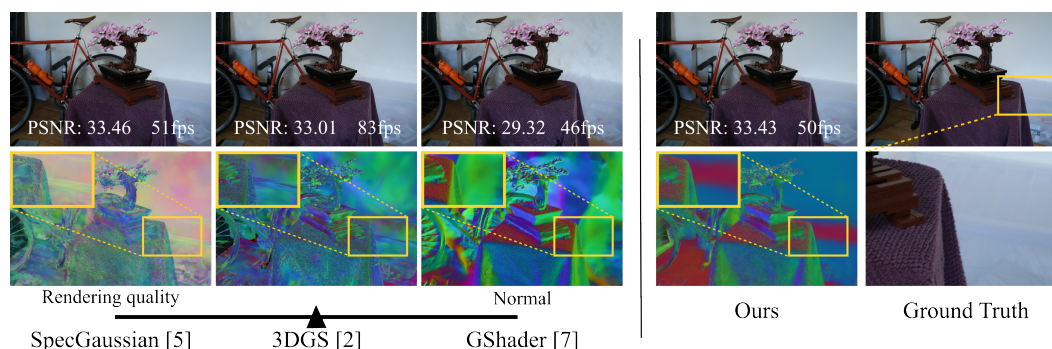 PSNR: 33.46 51fps
PSNR: 33.01 83fps
PSNR: 29.32 46fps
PSNR: 33.43 50fps
Rendering quality
Normal
SpecGaussian [5]
3DGS [2]
GShader [7]
Ours
Ground Truth